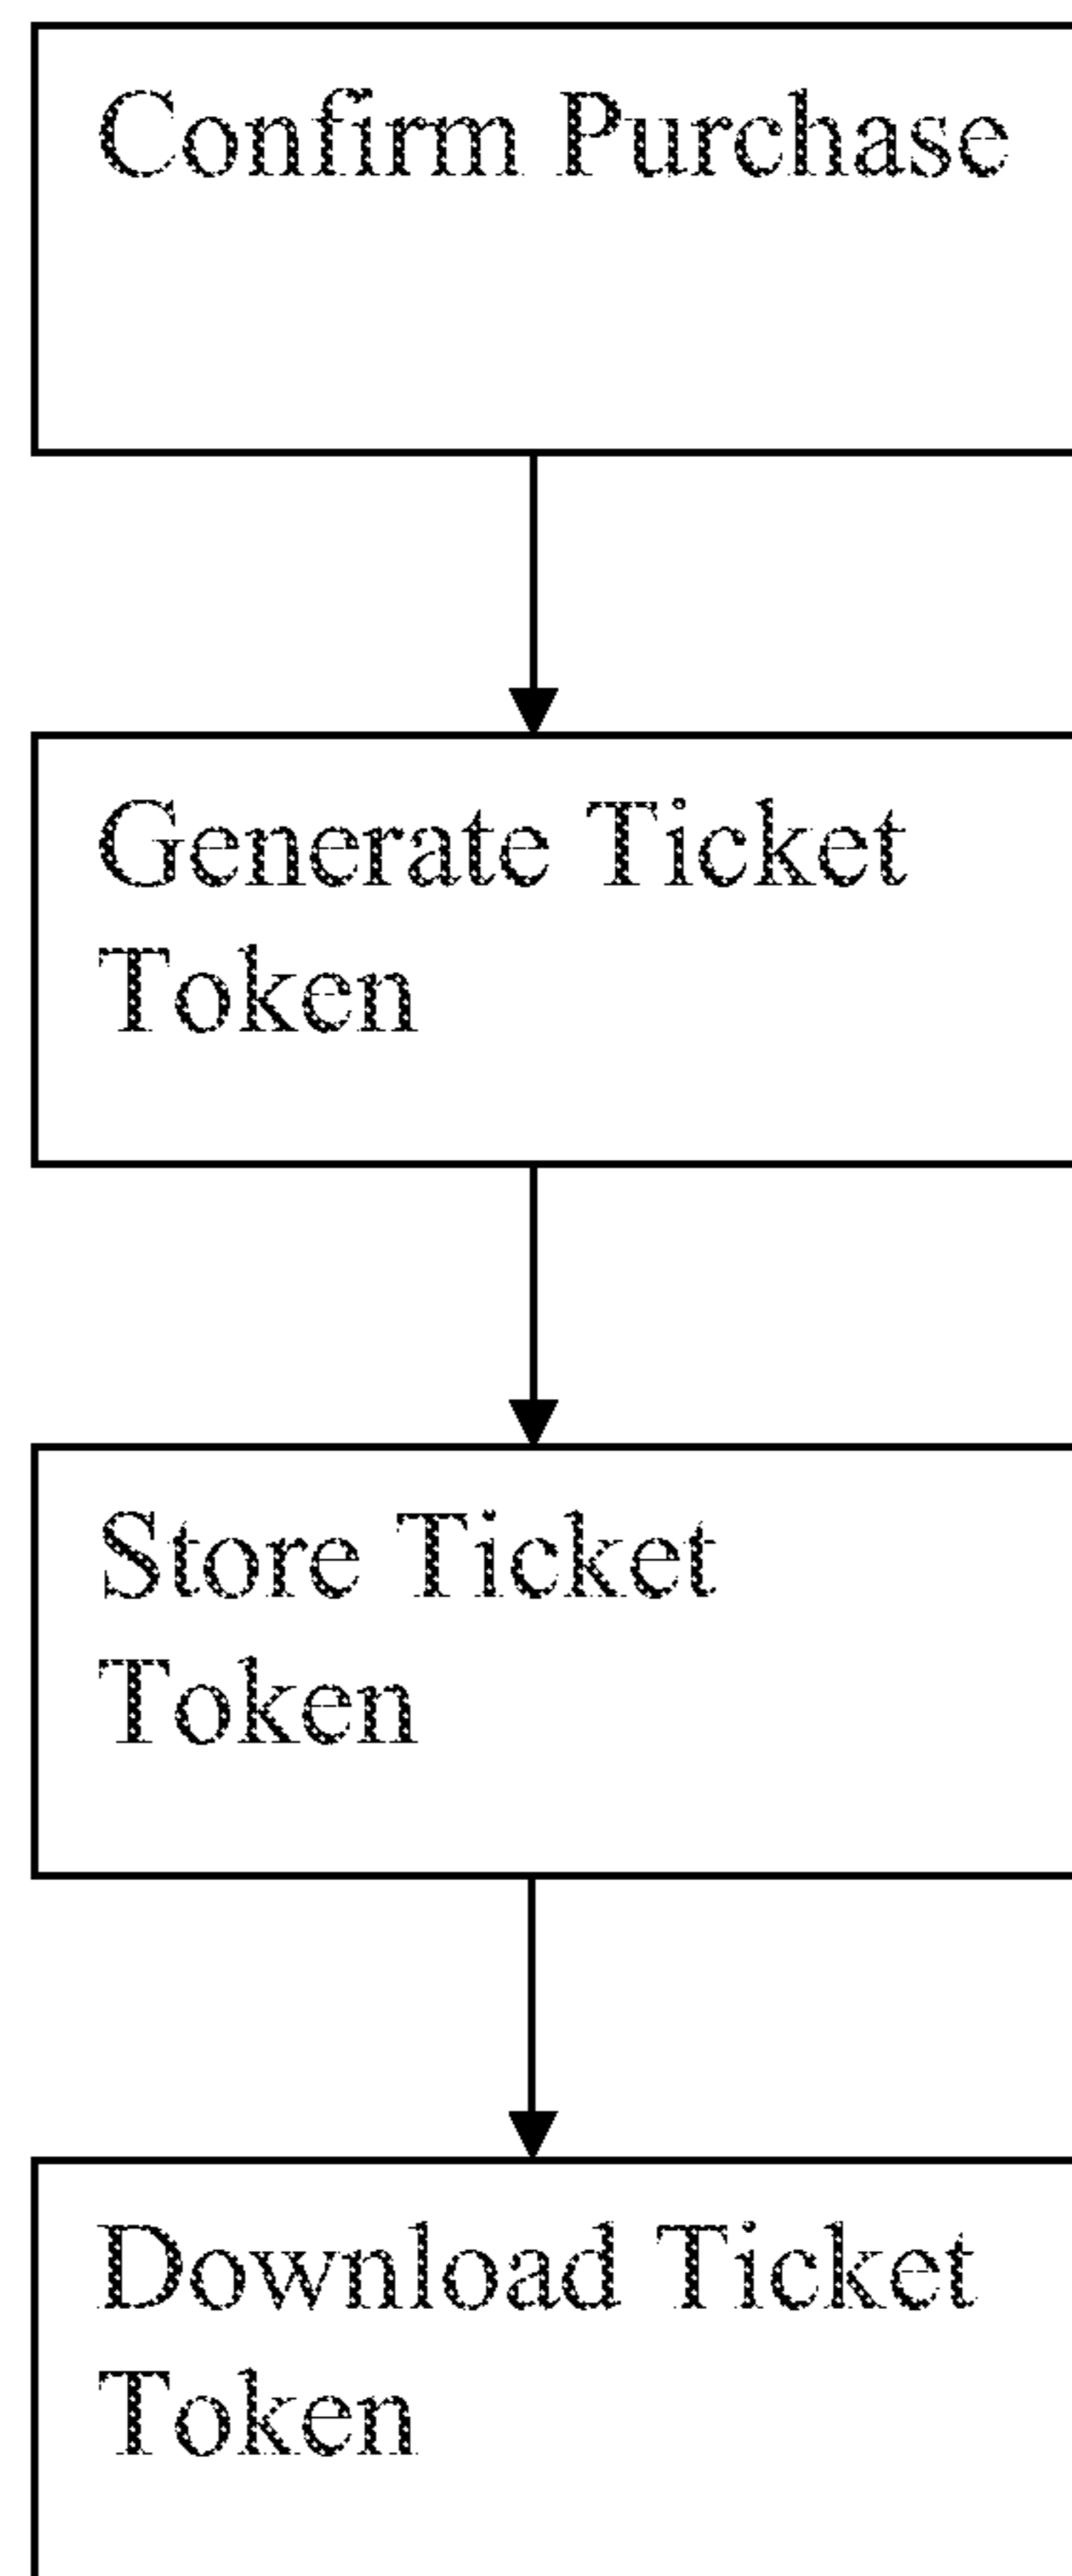 Confirm Purchase
Generate Ticket
Token
Store Ticket
Token
Download Ticket
Token